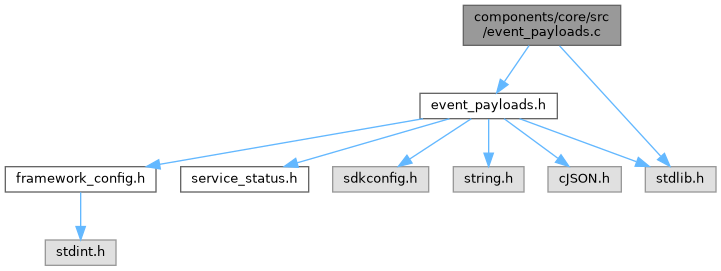 components/core/src
/event_payloads.c
event_payloads.h
framework_config.h
service_status.h
sdkconfig.h
string.h
cJSON.h
stdlib.h
stdint.h